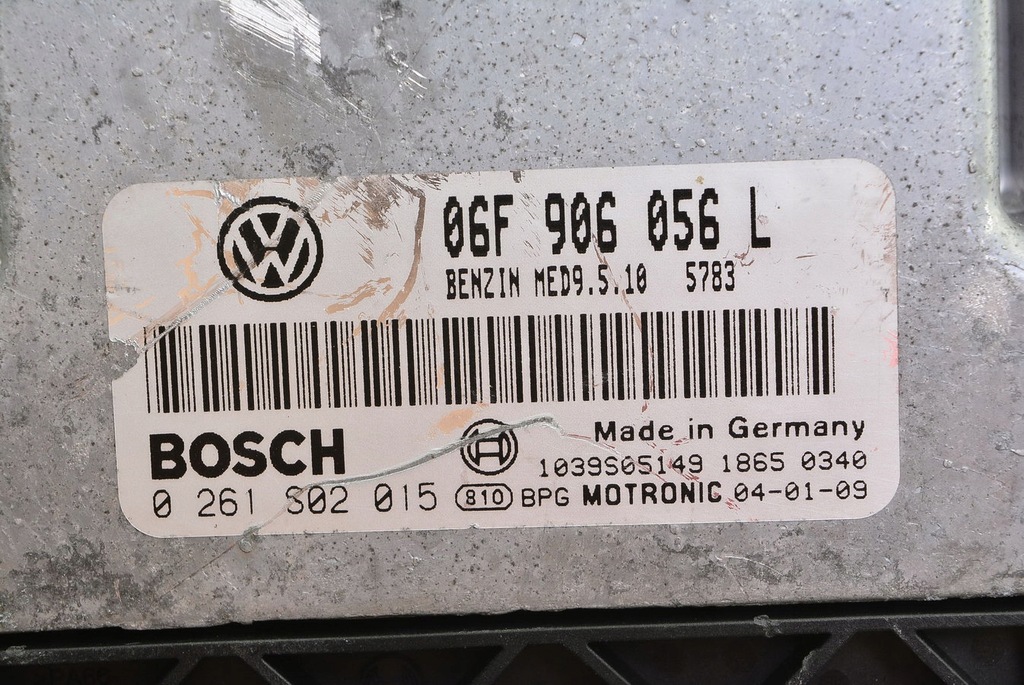 06F 906 056 L
BENZIN MED9.5.10 5783
BOSCH
Made in Germany
1039S05149 1865 0340
0 261 S02 015 810 BPG MOTRONIC 04-01-09